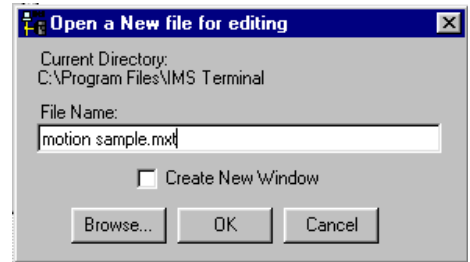 Open a New file for editing
Current Directory:
C:\Program Files\IMS Terminal
File Name:
motion sample.mxt
Create New Window
Browse... OK Cancel